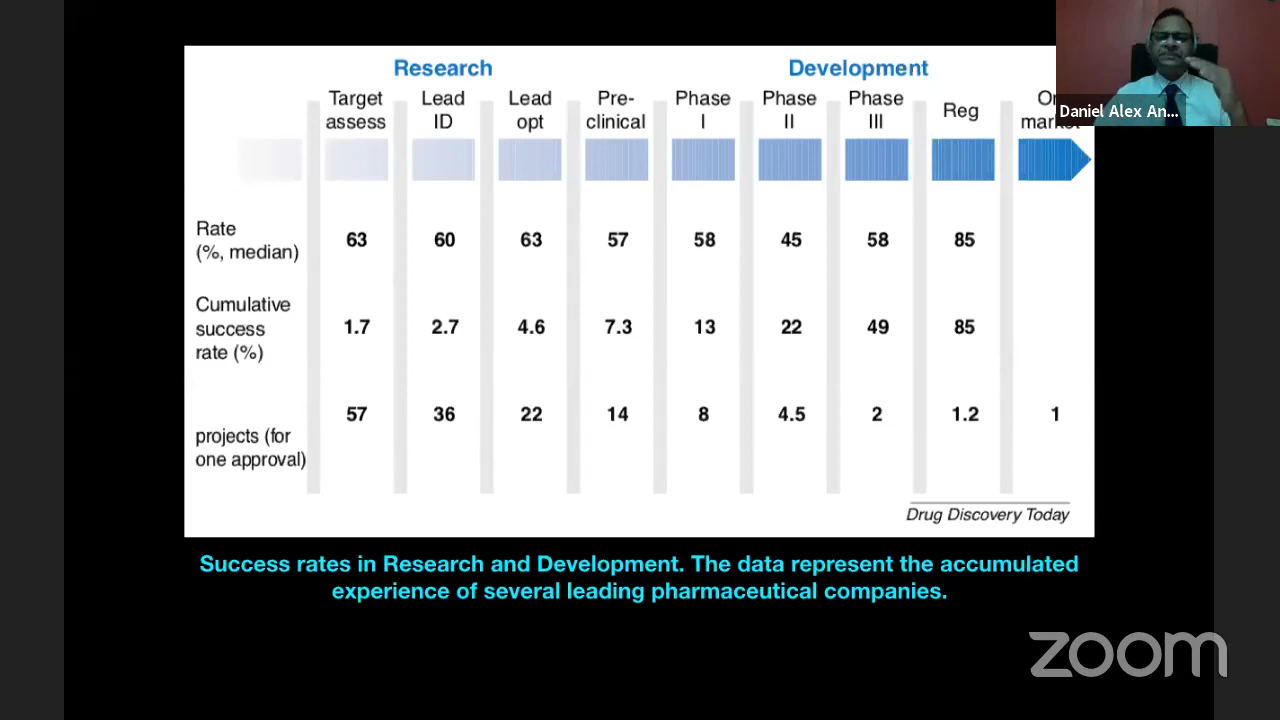 Research Development
Target assess Lead ID Lead opt Pre-clinical Phase I Phase II Phase III Reg market
Rate (%, median) 63 60 63 57 58 45 58 85
Cumulative success rate (%) 1.7 2.7 4.6 7.3 13 22 49 85
projects (for one approval) 57 36 22 14 8 4.5 2 1.2 1
Drug Discovery Today
Success rates in Research and Development. The data represent the accumulated
experience of several leading pharmaceutical companies.
Daniel Alex An...
zoom